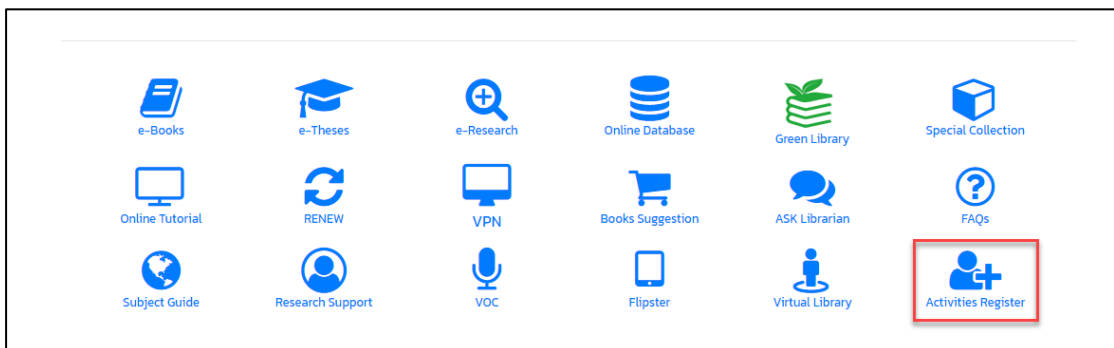 e-Books
e-Theses
e-Research
Online Database
Green Library
Special Collection
Online Tutorial
RENEW
VPN
Books Suggestion
ASK Librarian
FAQs
Subject Guide
Research Support
VOC
Flipster
Virtual Library
Activities Register